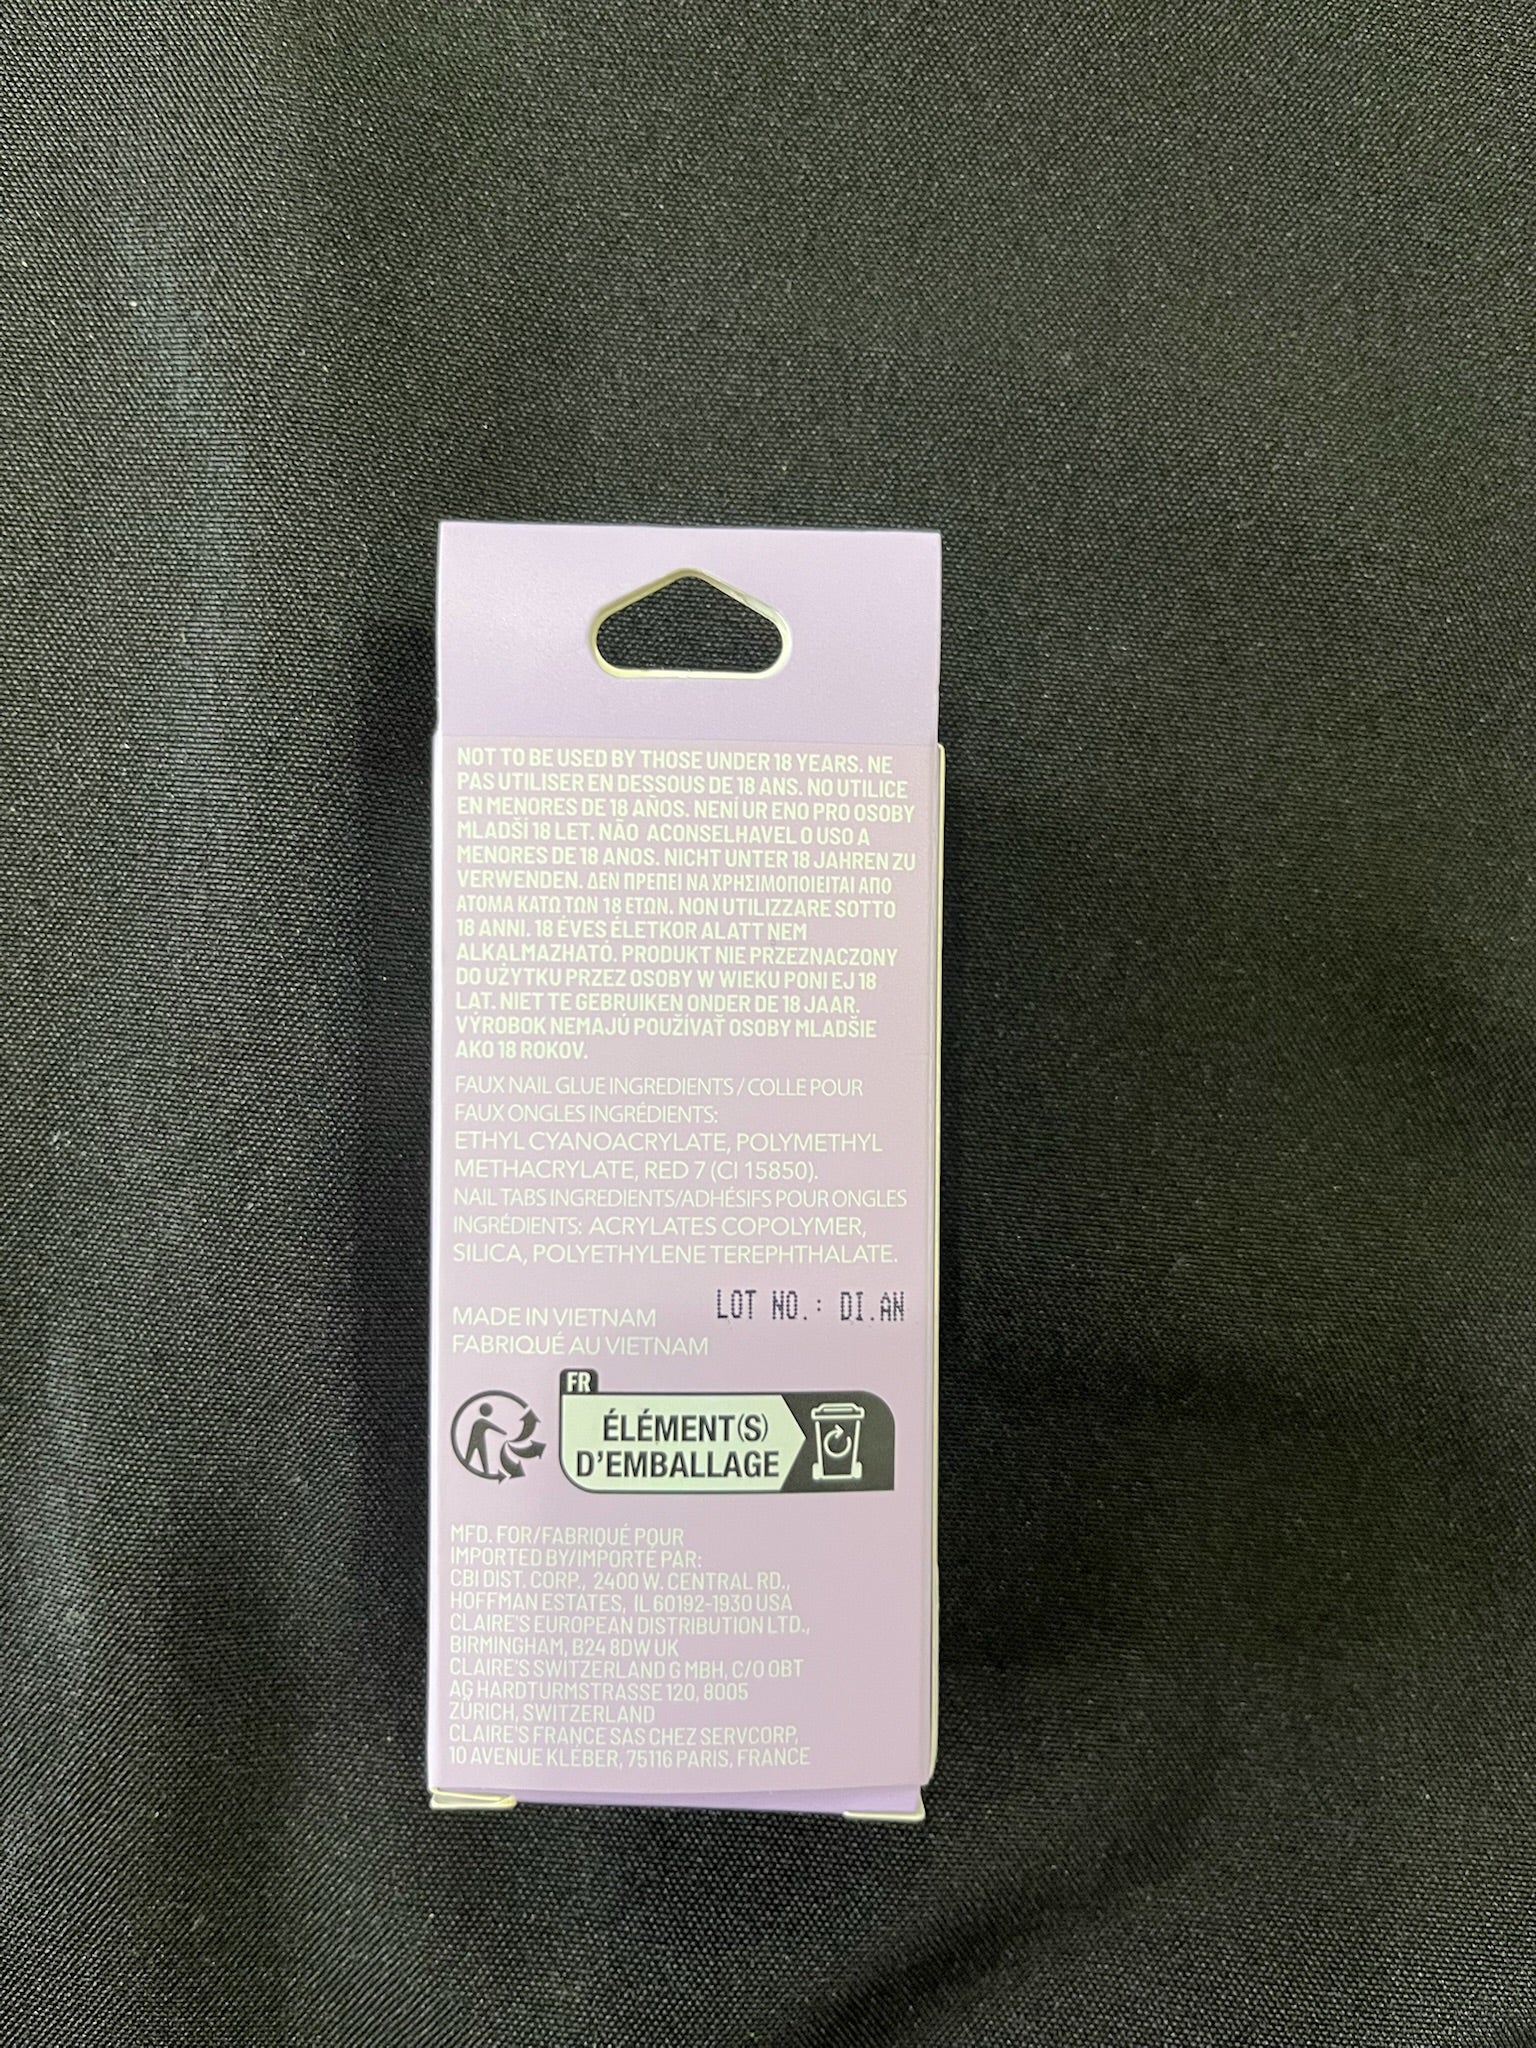 NOT TO BE USED BY THOSE UNDER 18 YEARS. NE
PAS UTILISER EN DESSOUS DE 18 ANS. NO UTILICE
EN MENORES DE 18 AÑOS. NENÍ UR ENO PRO OSOBY
MLADŠÍ 18 LET. NÃO ACONSELHAVEL O USO A
MENORES DE 18 ANOS. NICHT UNTER 18 JAHREN ZU
VERWENDEN. ΔΕΝ ΠΡΕΠΕΙ ΝΑ ΧΡΗΣΙΜΟΠΟΙΕΙΤΑΙ ΑΠΟ
ΑΤΟΜΑ ΚΑΤΩ ΤΩΝ 18 ΕΤΩΝ. NON UTILIZZARE SOTTO
18 ANNI. 18 ÉVES ÉLETKOR ALATT NEM
ALKALMAZHATÓ. PRODUKT NIE PRZEZNACZONY
DO UŻYTKU PRZEZ OSOBY W WIEKU PONI EJ 18
LAT. NIET TE GEBRUIKEN ONDER DE 18 JAAR.
VÝROBOK NEMAJÚ POUŽÍVAŤ OSOBY MLADŠIE
AKO 18 ROKOV.
FAUX NAIL GLUE INGREDIENTS / COLLE POUR
FAUX ONGLES INGRÉDIENTS:
ETHYL CYANOACRYLATE, POLYMETHYL
METHACRYLATE, RED 7 (CI 15850).
NAIL TABS INGREDIENTS/ADHÉSIFS POUR ONGLES
INGRÉDIENTS: ACRYLATES COPOLYMER,
SILICA, POLYETHYLENE TEREPHTHALATE.
LOT NO.: DI.AN
MADE IN VIETNAM
FABRIQUÉ AU VIETNAM
FR
ÉLÉMENT(S)
D'EMBALLAGE
MFD. FOR/FABRIQUÉ POUR
IMPORTED BY/IMPORTÉ PAR:
CBI DIST. CORP., 2400 W. CENTRAL RD.,
HOFFMAN ESTATES, IL 60192-1930 USA
CLAIRE'S EUROPEAN DISTRIBUTION LTD.,
BIRMINGHAM, B24 8DW UK
CLAIRE'S SWITZERLAND G MBH, C/O OBT
AG HARDTURMSTRASSE 120, 8005
ZÜRICH, SWITZERLAND
CLAIRE'S FRANCE SAS CHEZ SERVCORP,
10 AVENUE KLEBER, 75116 PARIS, FRANCE